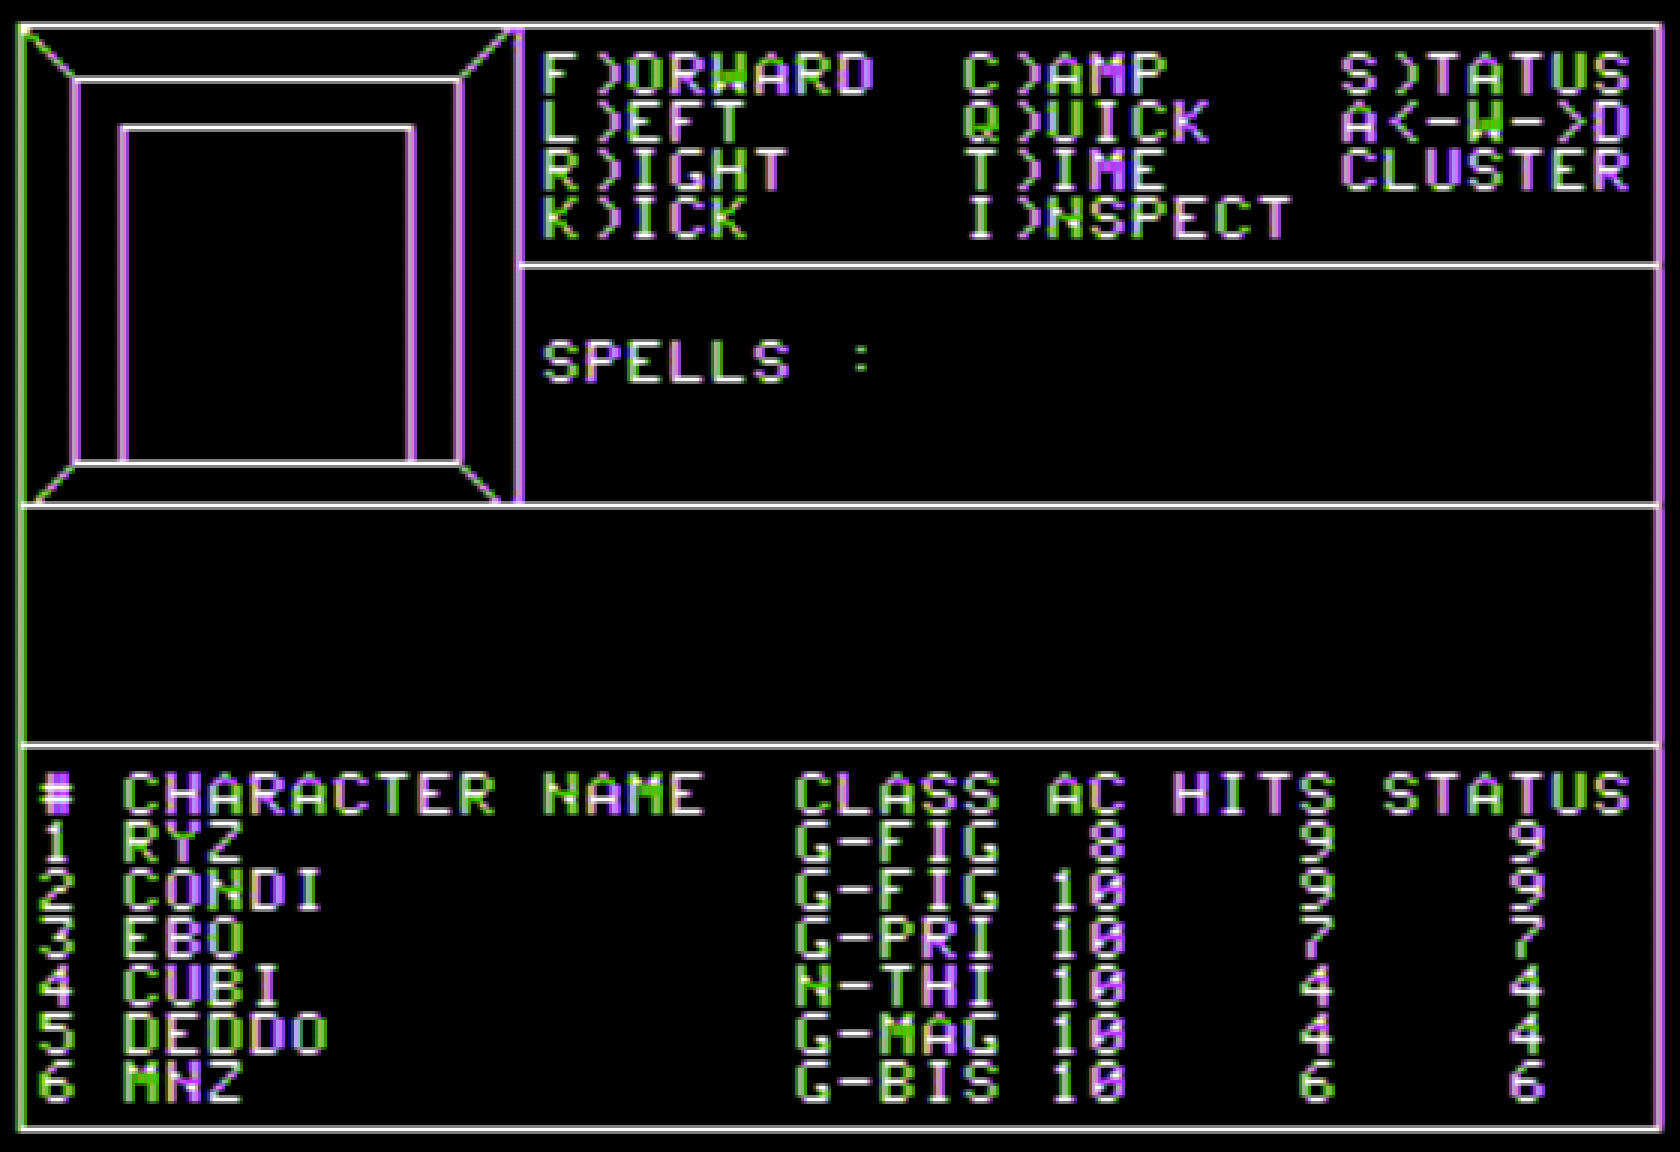 F)ORWARD C)AMP S)TATUS
L)EFT Q)UICK A<-W->D
R)IGHT T)IME CLUSTER
K)ICK I)NSPECT
SPELLS :
# CHARACTER NAME CLASS AC HITS STATUS
1 RYZ G-FIG 8 9 9
2 CONDI G-FIG 10 9 9
3 EBO G-PRI 10 7 7
4 CUBI N-THI 10 4 4
5 DEDDO G-MAG 10 4 4
6 MNZ G-BIS 10 6 6